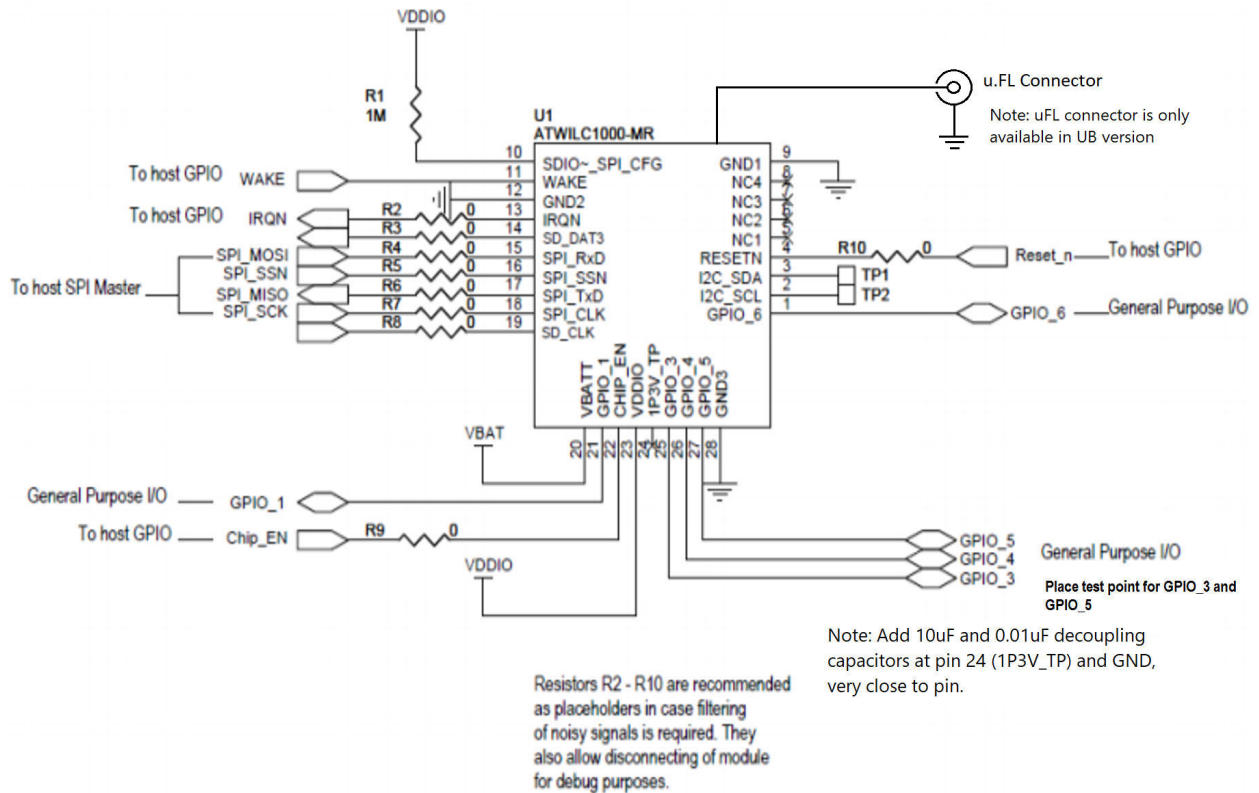 VDDIO
R1
1M
U1
ATWILC1000-MR
u.FL Connector
Note: uFL connector is only
available in UB version
To host GPIO WAKE
To host GPIO IRQN
To host SPI Master
SPI_MOSI
SPI_SSN
SPI_MISO
SPI_SCK
R2 0
R3 0
R4 0
R5 0
R6 0
R7 0
R8 0
10 SDIO~_SPI_CFG
11 WAKE
12 GND2
13 IRQN
14 SD_DAT3
15 SPI_RxD
16 SPI_SSN
17 SPI_TxD
18 SPI_CLK
19 SD_CLK
GND1 9
NC4 8
NC3 7
NC2 6
NC1 5
RESETN 4
I2C_SDA 3
I2C_SCL 2
GPIO_6 1
R10 0
Reset_n To host GPIO
TP1
TP2
GPIO_6 General Purpose I/O
VBATT 20
GPIO_1 21
CHIP_EN 22
VDDIO 23
1P3V_TP 24
GPIO_3 25
GPIO_4 26
GPIO_5 27
GND3 28
VBAT
General Purpose I/O GPIO_1
To host GPIO Chip_EN
R9 0
VDDIO
GPIO_5
GPIO_4
GPIO_3
General Purpose I/O
Place test point for GPIO_3 and
GPIO_5
Note: Add 10uF and 0.01uF decoupling
capacitors at pin 24 (1P3V_TP) and GND,
very close to pin.
Resistors R2 - R10 are recommended
as placeholders in case filtering
of noisy signals is required. They
also allow disconnecting of module
for debug purposes.